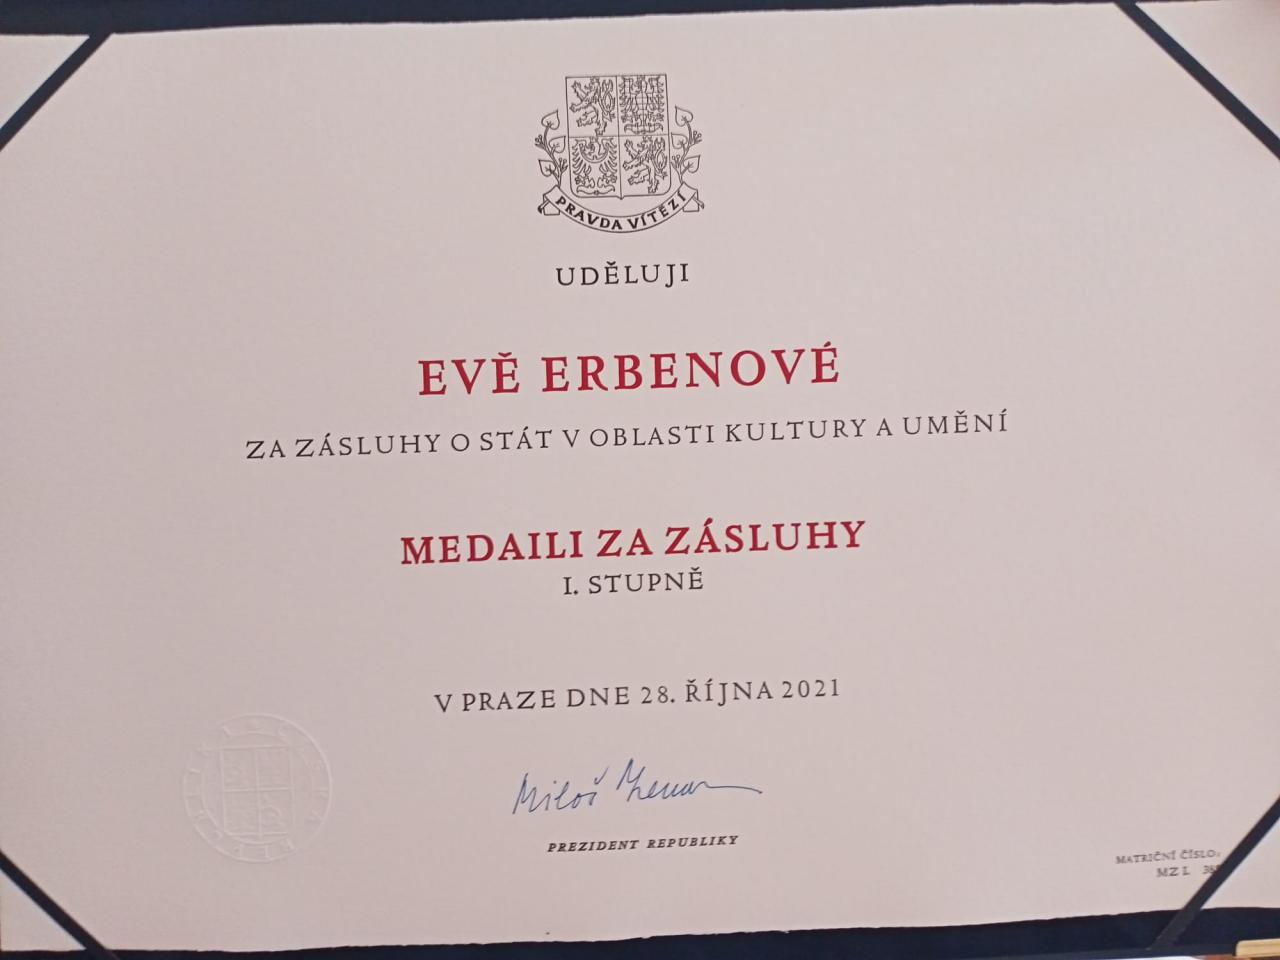 PRAVDA VÍTĚZÍ
UDĚLUJI
EVĚ ERBENOVÉ
ZA ZÁSLUHY O STÁT V OBLASTI KULTURY A UMĚNÍ
MEDAILI ZA ZÁSLUHY
I. STUPNĚ
V PRAZE DNE 28. ŘÍJNA 2021
Miloš Zeman
PREZIDENT REPUBLIKY
MATRIČNÍ ČÍSLO:
MZ I.